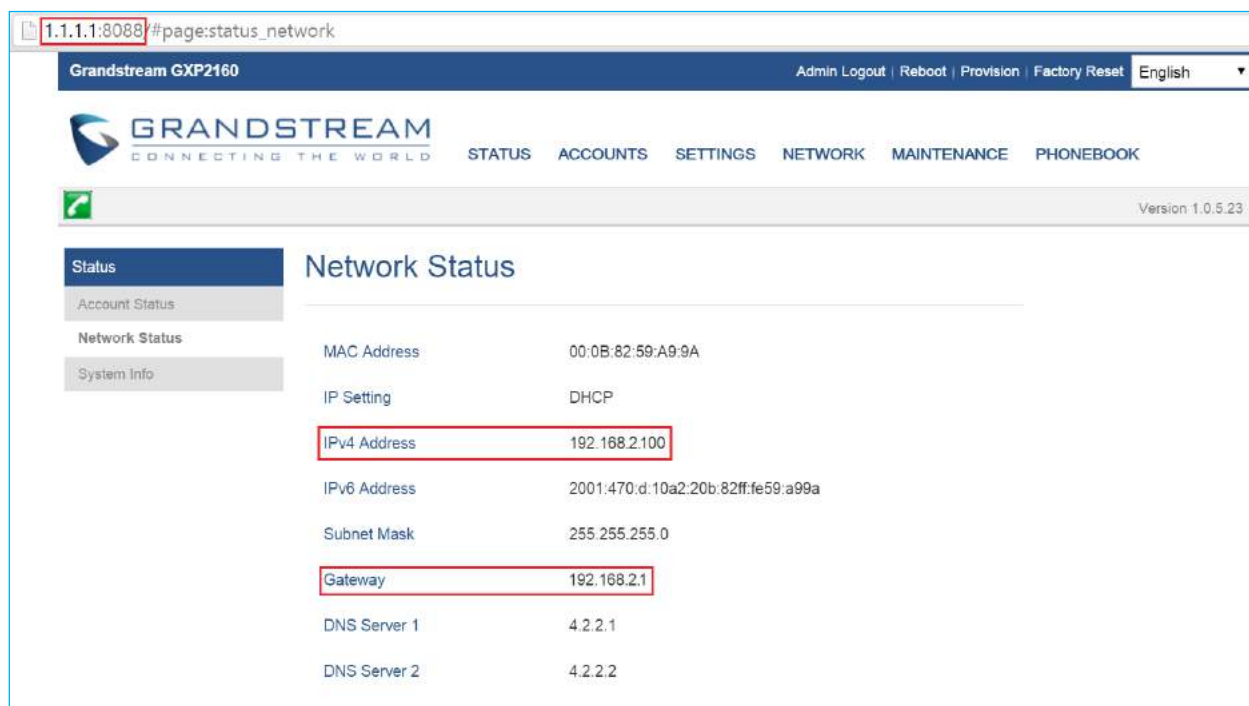 1.1.1.1:8088/#page:status_network
Grandstream GXP2160 Admin Logout | Reboot | Provision | Factory Reset English
GRANDSTREAM
CONNECTING THE WORLD
STATUS ACCOUNTS SETTINGS NETWORK MAINTENANCE PHONEBOOK
Version 1.0.5.23
Status
Account Status
Network Status
System Info
Network Status
MAC Address 00:0B:82:59:A9:9A
IP Setting DHCP
IPv4 Address 192.168.2.100
IPv6 Address 2001:470:d:10a2:20b:82ff:fe59:a99a
Subnet Mask 255.255.255.0
Gateway 192.168.2.1
DNS Server 1 4.2.2.1
DNS Server 2 4.2.2.2